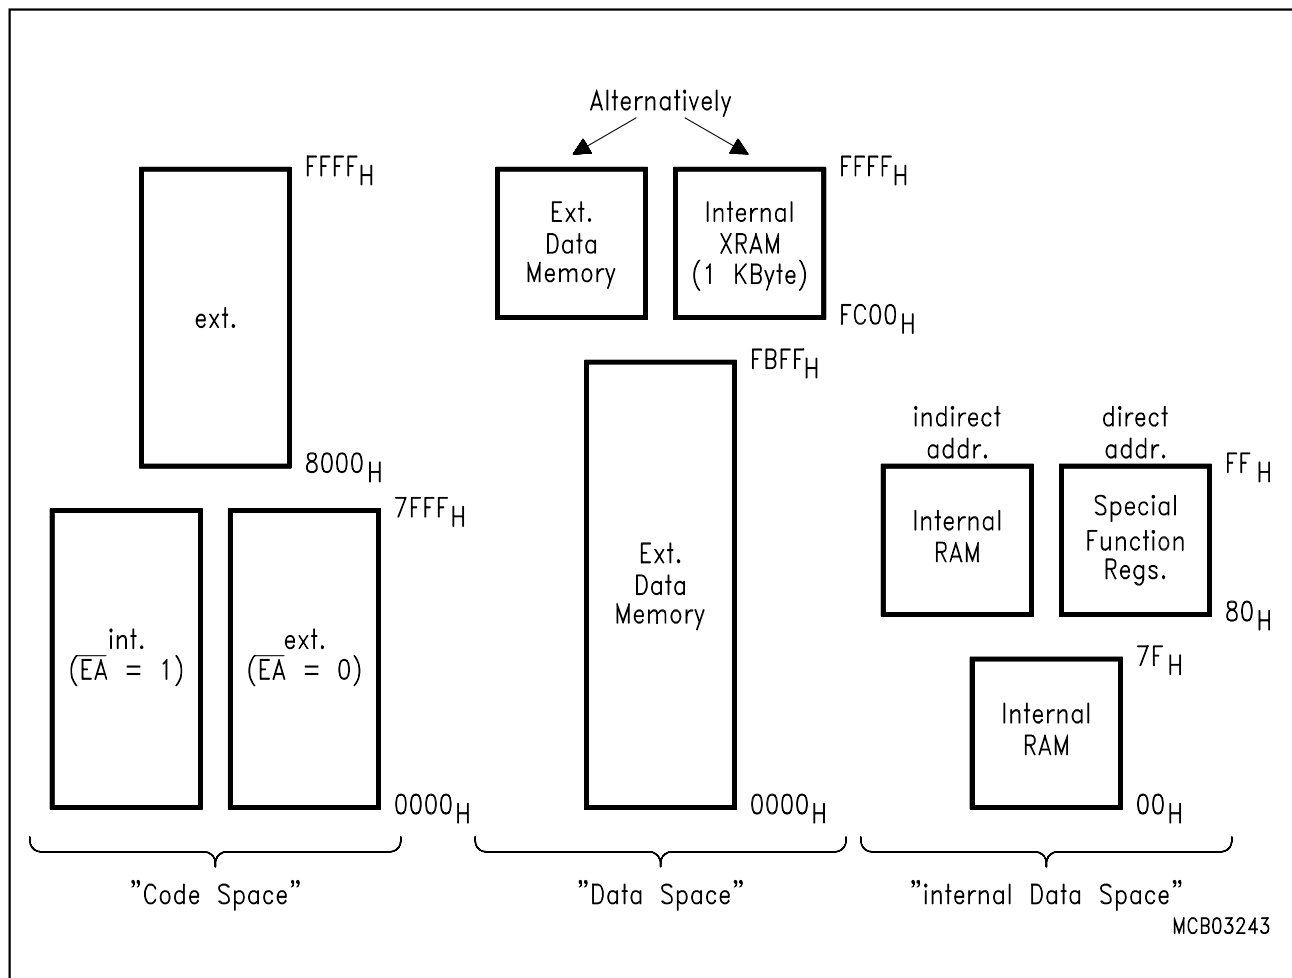 Alternatively
FFFFH
ext.
8000H
7FFFH
int.
(EA = 1)
ext.
(EA = 0)
0000H
"Code Space"
Ext.
Data
Memory
Internal
XRAM
(1 KByte)
FFFFH
FC00H
FBFFH
Ext.
Data
Memory
0000H
"Data Space"
indirect
addr.
direct
addr.
Internal
RAM
Special
Function
Regs.
FFH
80H
7FH
Internal
RAM
00H
"internal Data Space"
MCB03243